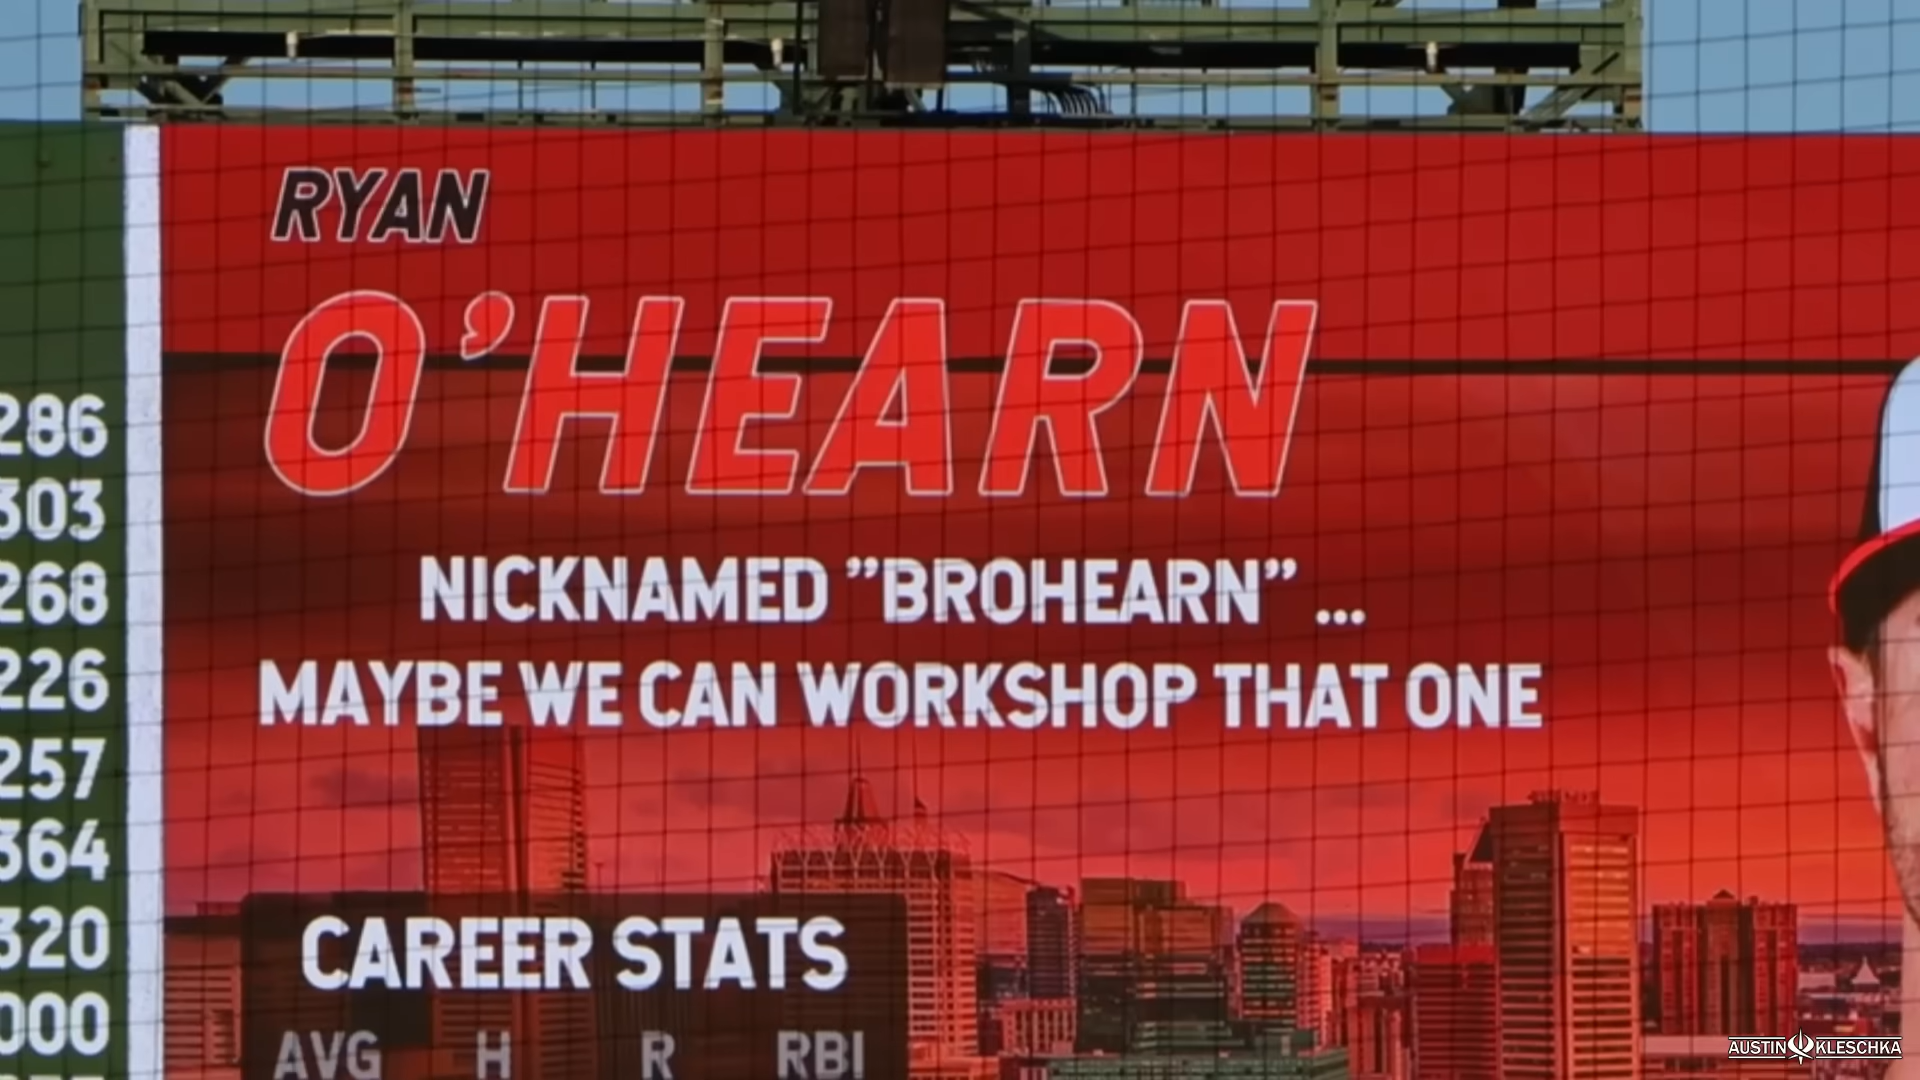 RYAN
O'HEARN
NICKNAMED "BROHEARN" ...
MAYBE WE CAN WORKSHOP THAT ONE
CAREER STATS
AVG H R RBI
286
303
268
226
257
364
320
000
AUSTIN KLESCHKA